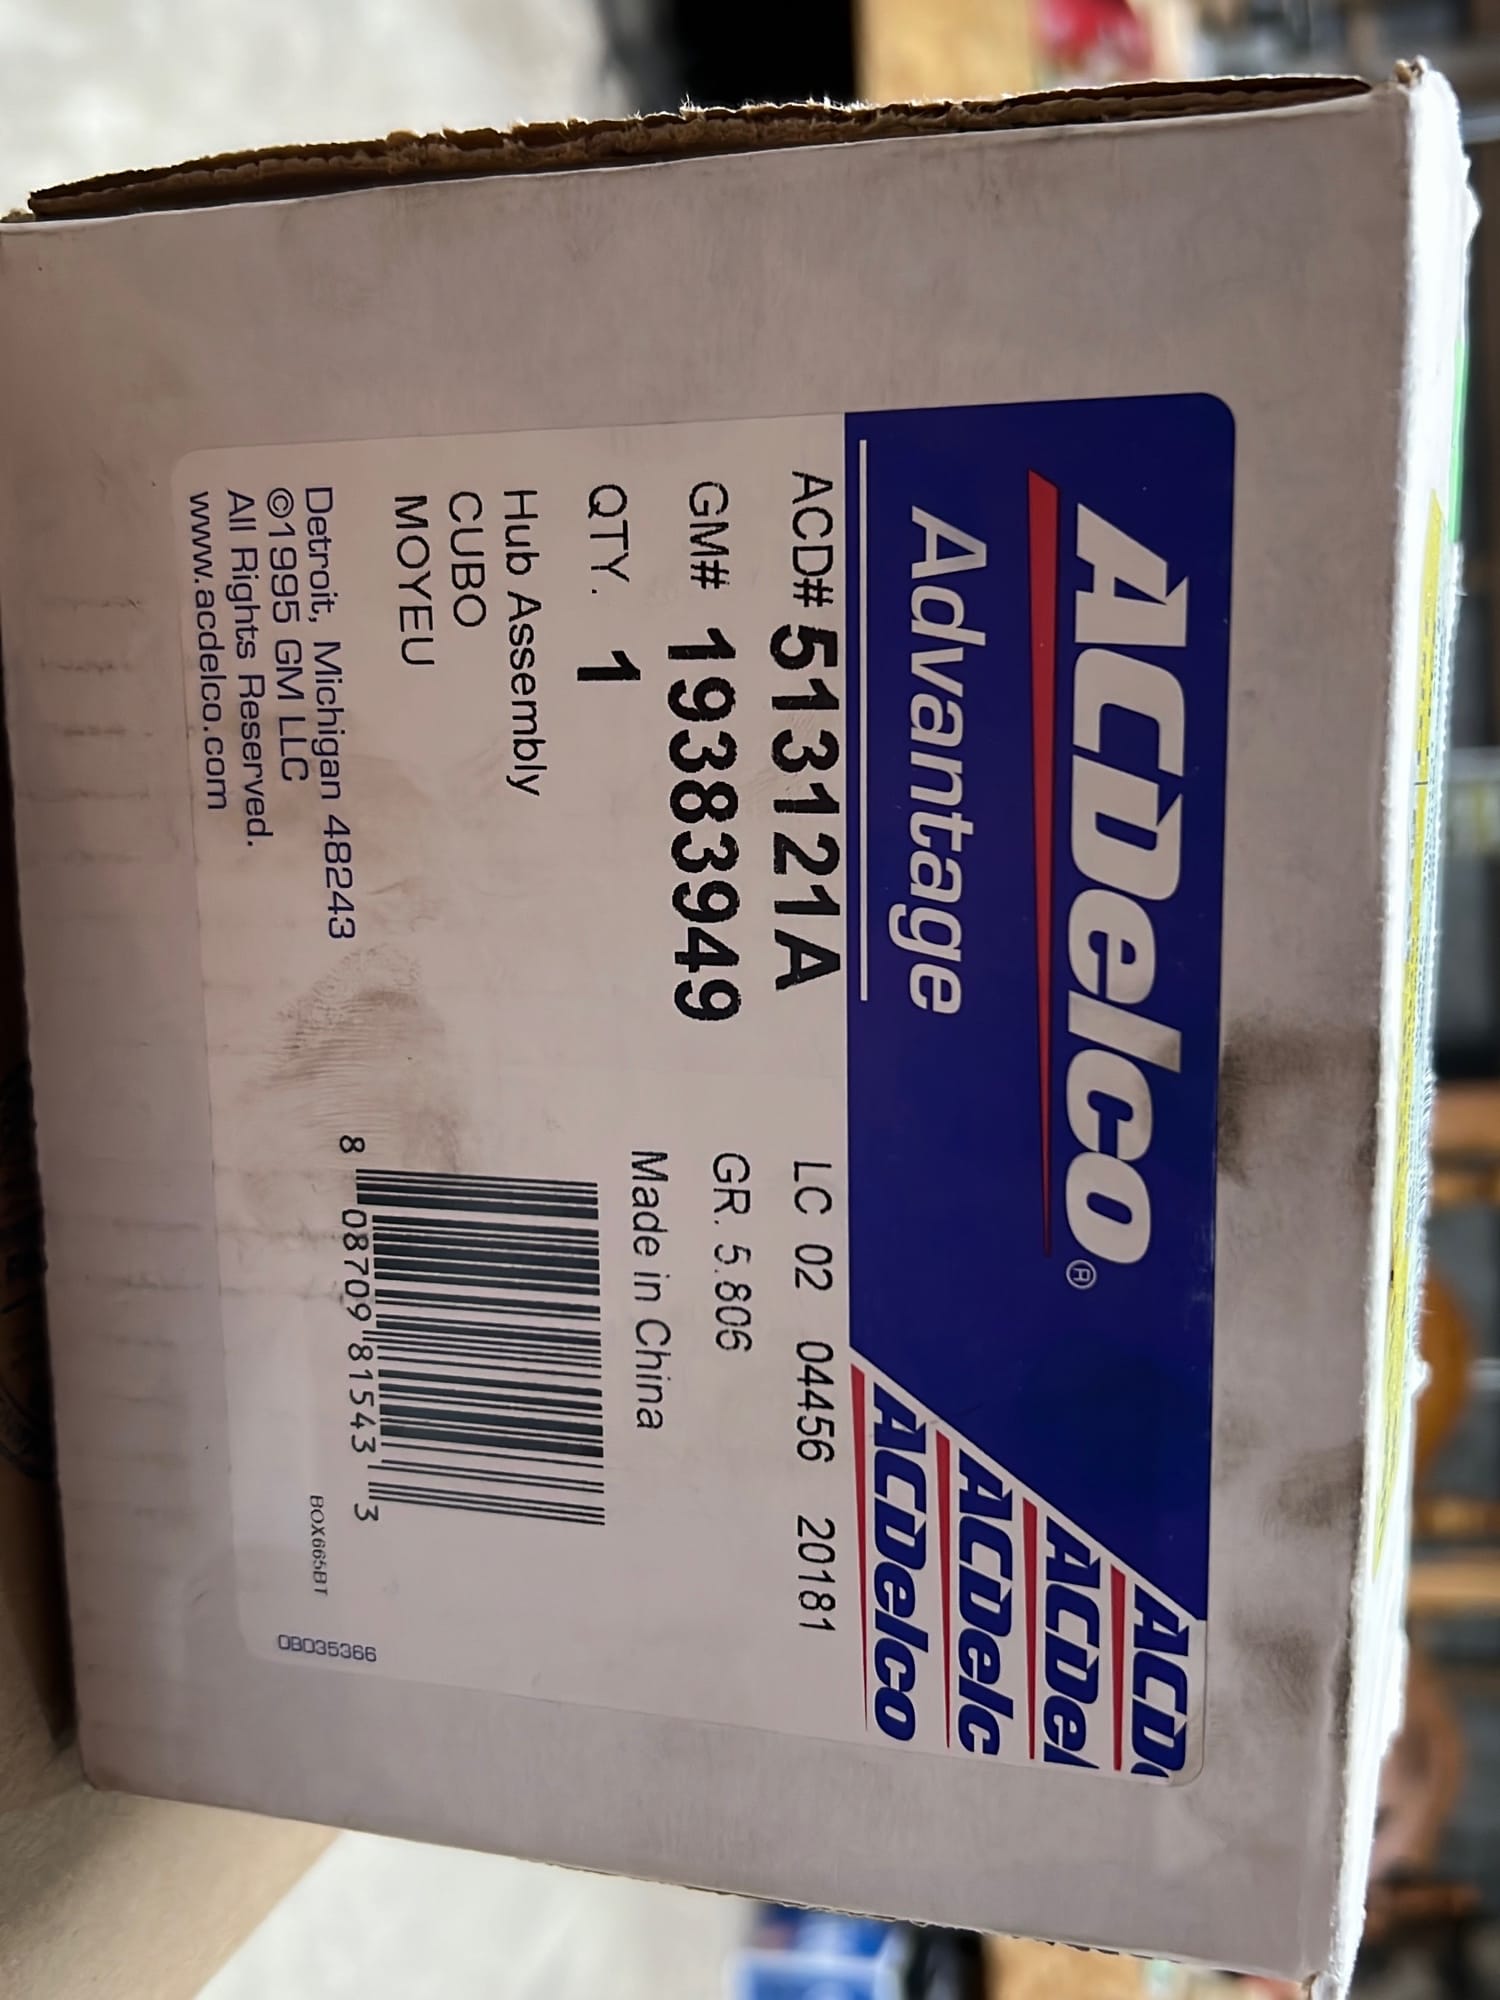 ACDelco®
Advantage
ACD
ACDel
ACDelc
ACDelco
ACD# 513121A
LC 02 04456 20181
GM# 19383949
GR. 5.806
QTY. 1
Made in China
Hub Assembly
CUBO
MOYEU
8 08709 81543 3
Detroit, Michigan 48243
©1995 GM LLC
All Rights Reserved.
www.acdelco.com
BOX665BT
OB035366